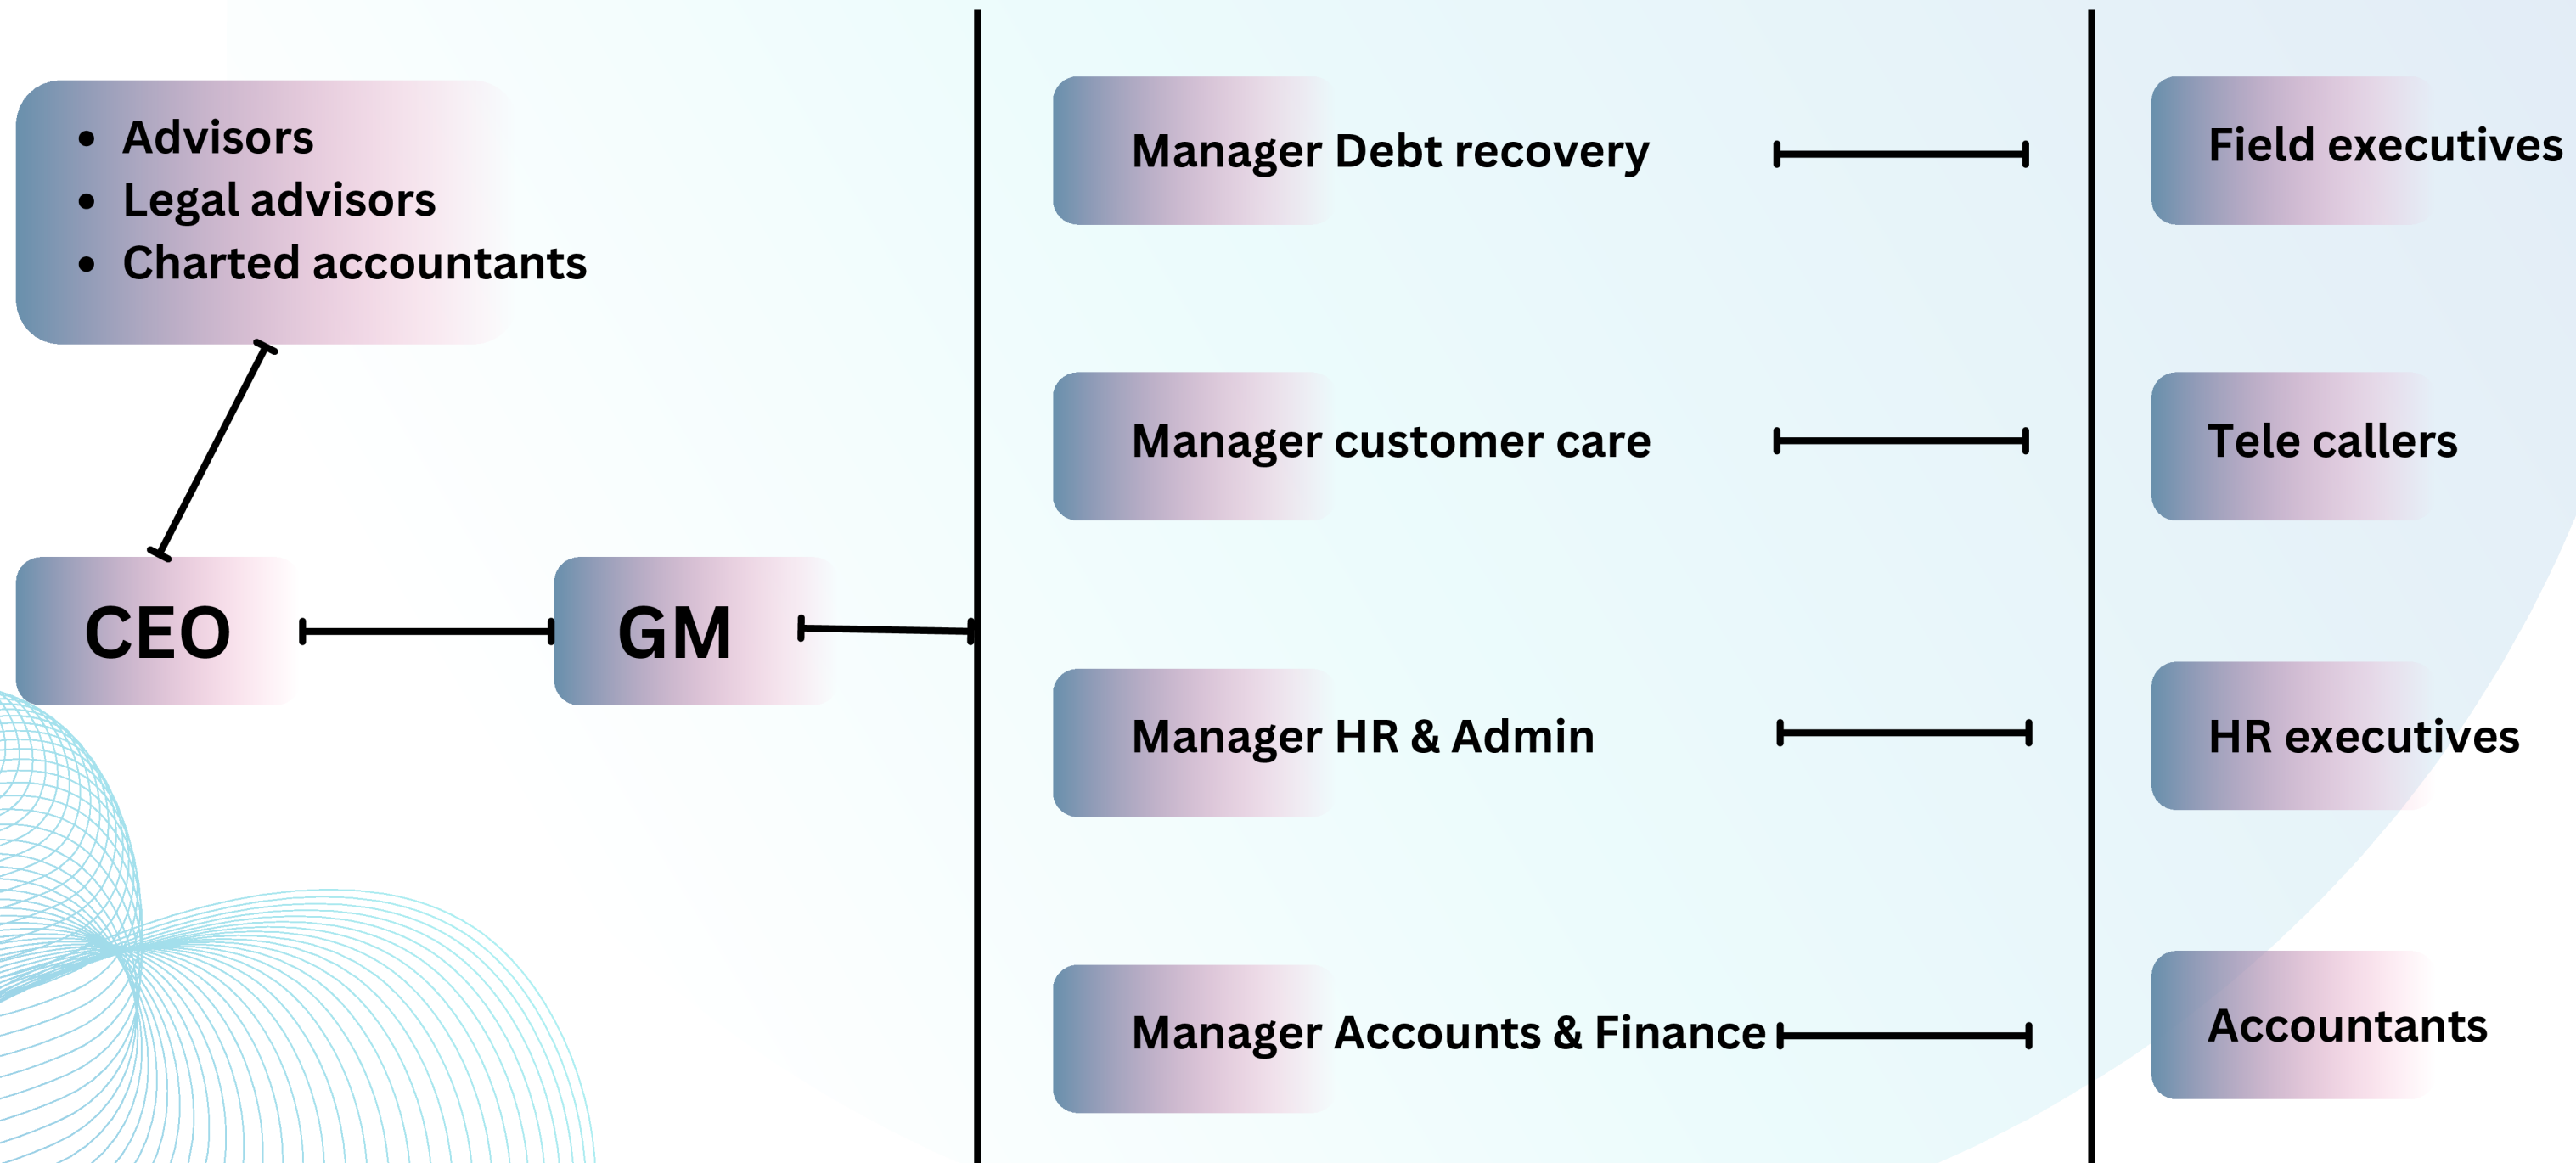 • Advisors
• Legal advisors
• Charted accountants
CEO
GM
Manager Debt recovery
Manager customer care
Manager HR & Admin
Manager Accounts & Finance
Field executives
Tele callers
HR executives
Accountants